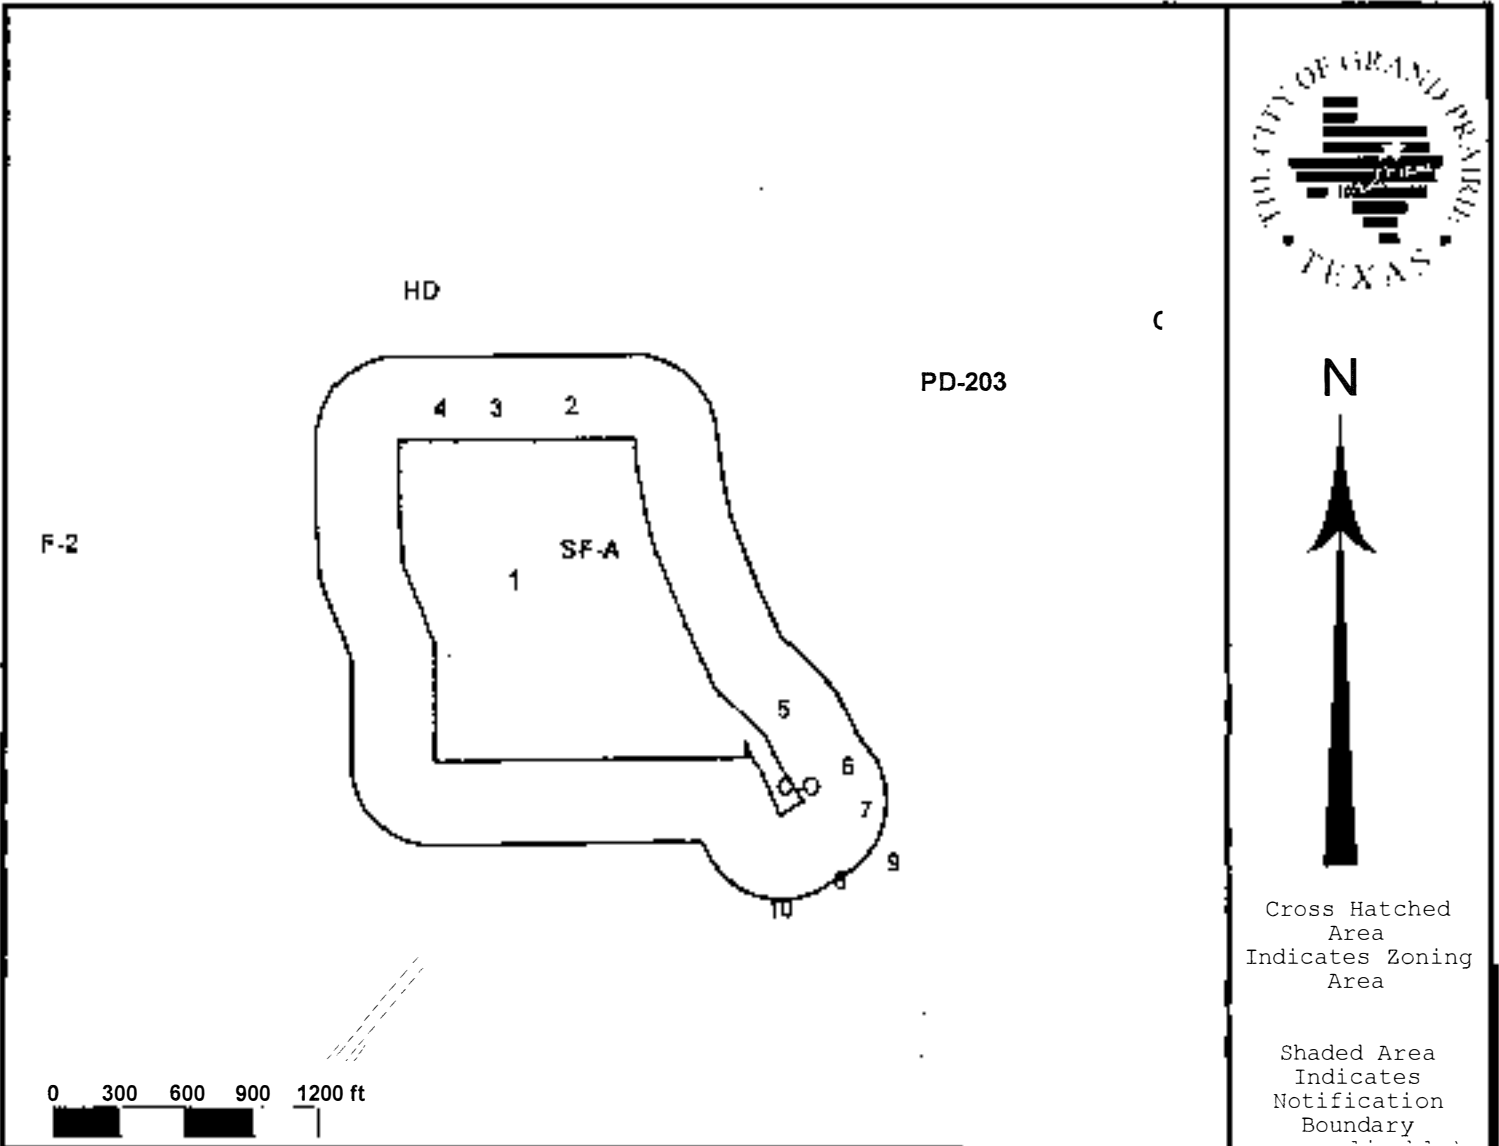 THE CITY OF GRAND PRAIRIE
TEXAS
HD
PD-203
N
4 3 2
F-2
SF-A
1
5
6
7
9
8
10
0 300 600 900 1200 ft
Cross Hatched
Area
Indicates Zoning
Area
Shaded Area
Indicates
Notification
Boundary